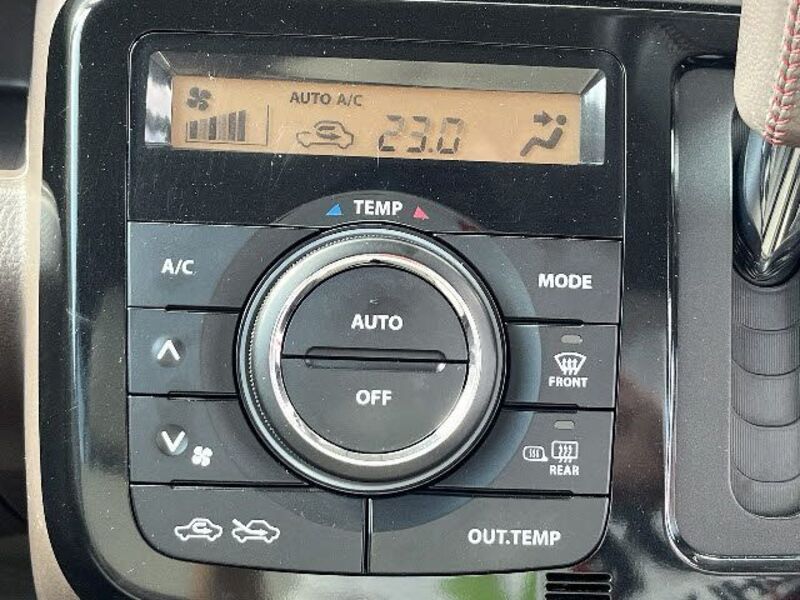 AUTO A/C
23.0
TEMP
A/C
MODE
AUTO
OFF
FRONT
REAR
OUT.TEMP